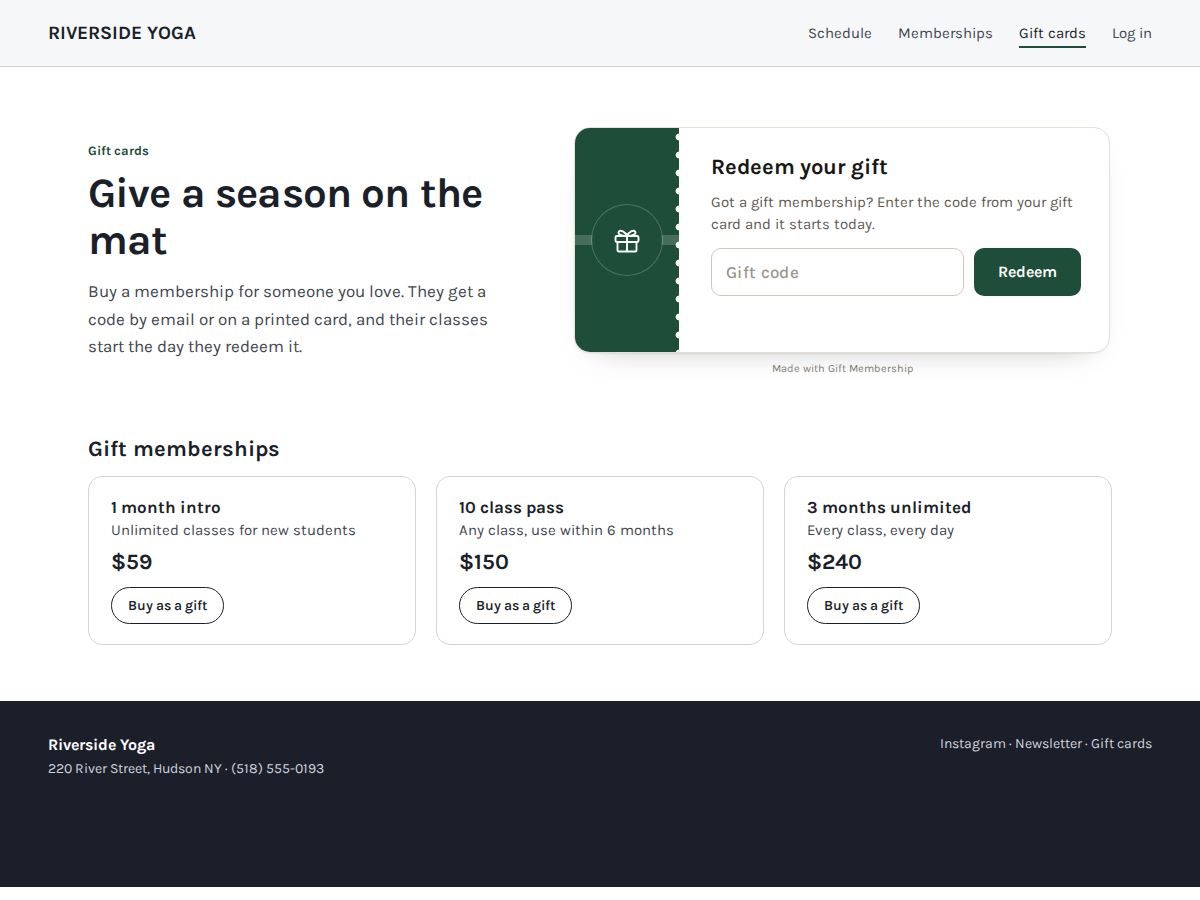 RIVERSIDE YOGA
Schedule
Memberships
Gift cards
Log in
Gift cards
Give a season on the
mat
Buy a membership for someone you love. They get a
code by email or on a printed card, and their classes
start the day they redeem it.
Redeem your gift
Got a gift membership? Enter the code from your gift
card and it starts today.
Gift code
Redeem
Made with Gift Membership
Gift memberships
1 month intro
Unlimited classes for new students
$59
Buy as a gift
10 class pass
Any class, use within 6 months
$150
Buy as a gift
3 months unlimited
Every class, every day
$240
Buy as a gift
Riverside Yoga
220 River Street, Hudson NY · (518) 555-0193
Instagram · Newsletter · Gift cards